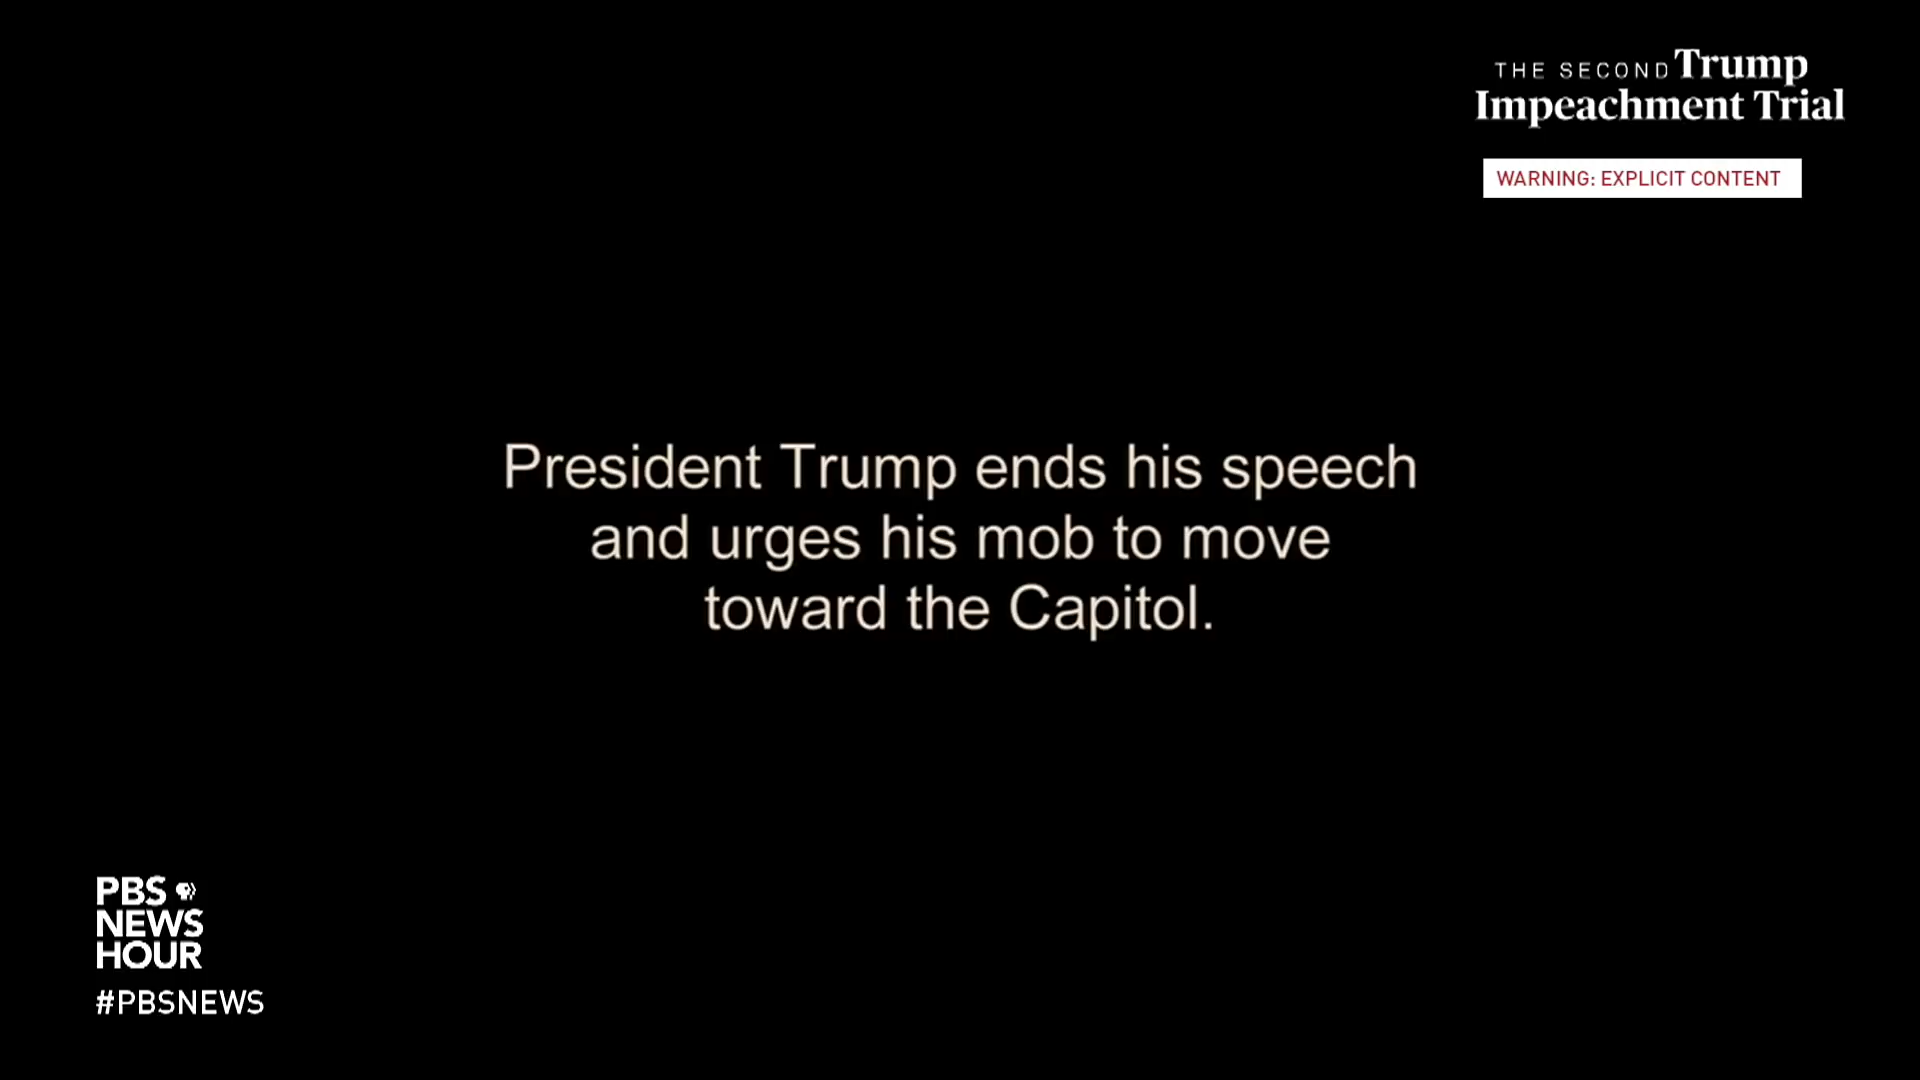 THE SECOND Trump
Impeachment Trial
WARNING: EXPLICIT CONTENT
President Trump ends his speech
and urges his mob to move
toward the Capitol.
PBS
NEWS
HOUR
#PBSNEWS